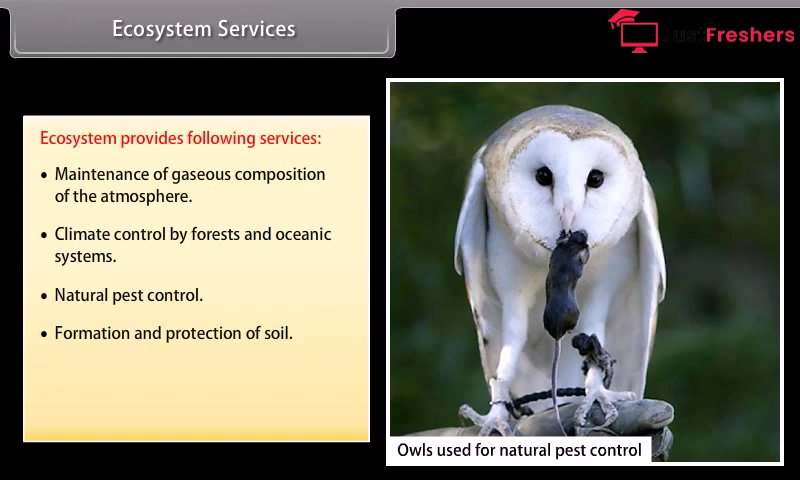 Ecosystem Services
JustFreshers
Ecosystem provides following services:
• Maintenance of gaseous composition
of the atmosphere.
• Climate control by forests and oceanic
systems.
• Natural pest control.
• Formation and protection of soil.
Owls used for natural pest control